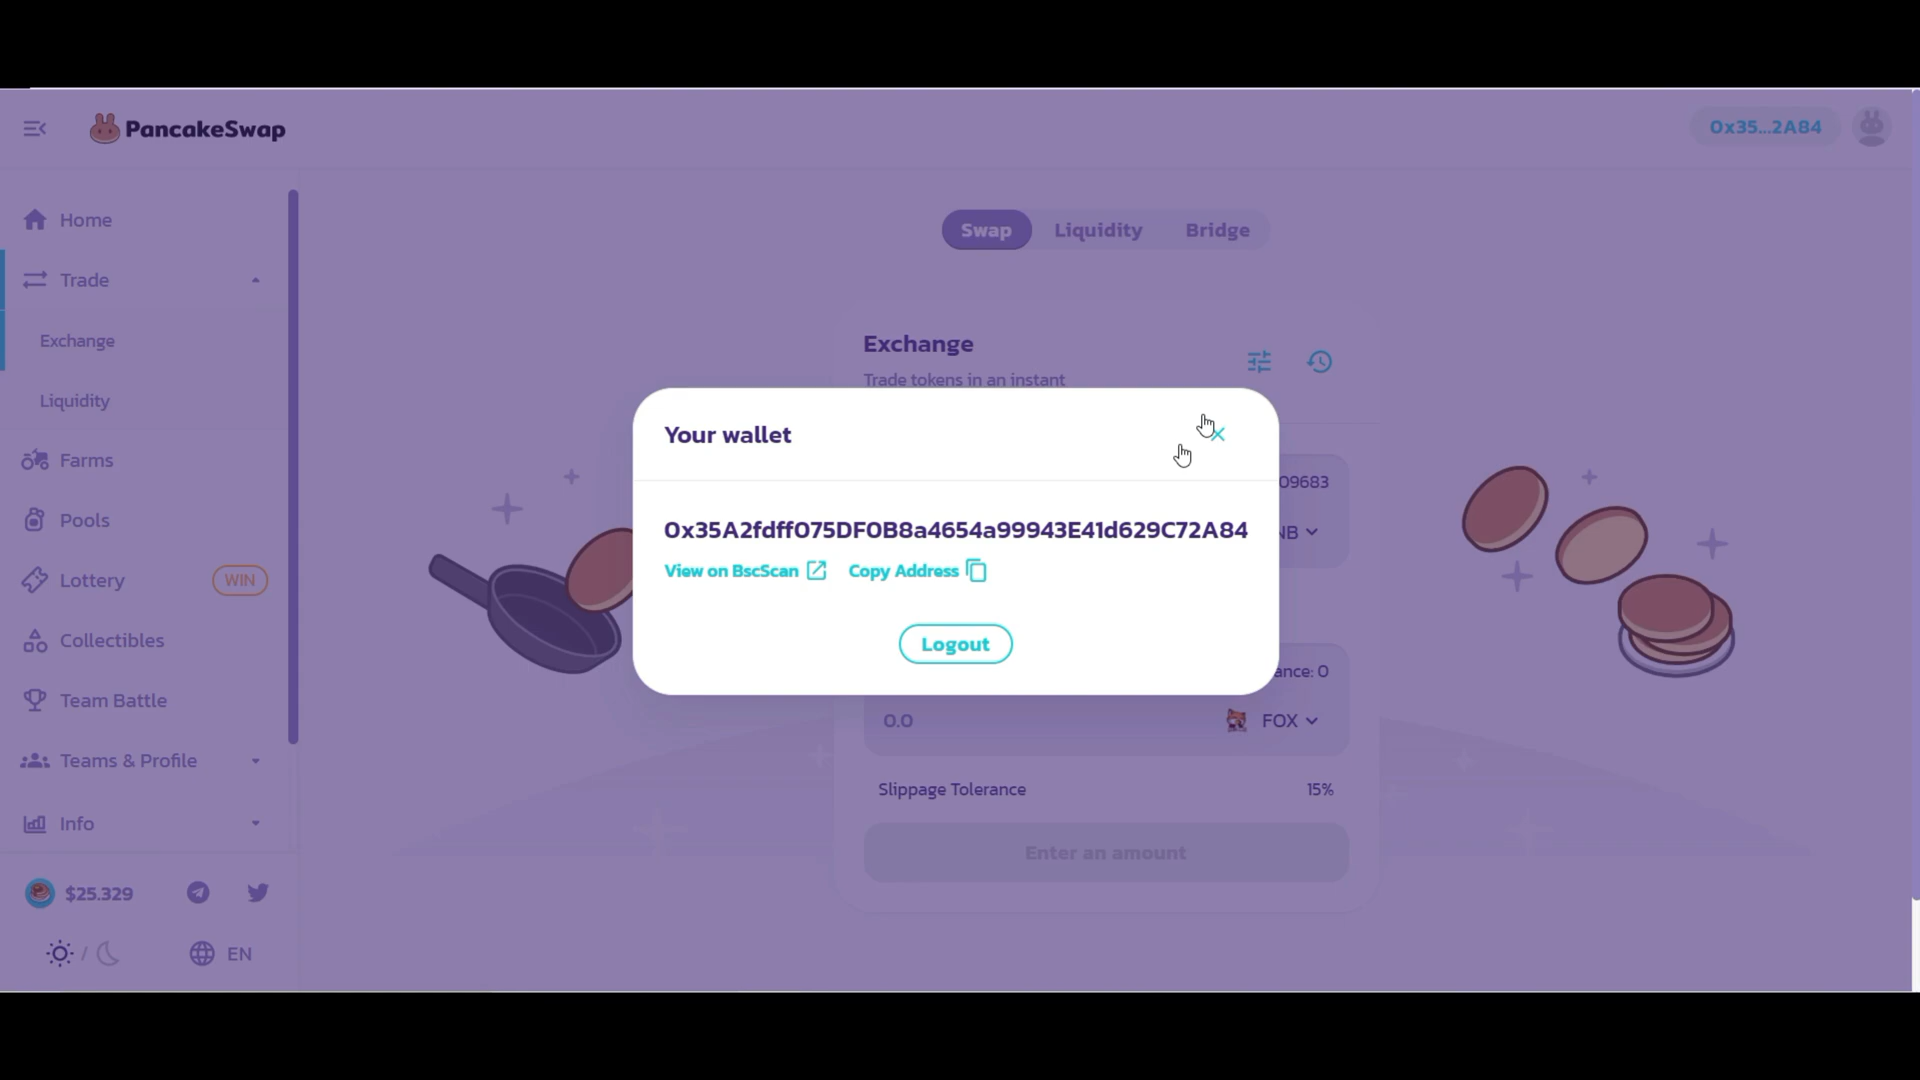 PancakeSwap
0x35...2A84
Home
Trade
Exchange
Liquidity
Farms
Pools
Lottery WIN
Collectibles
Team Battle
Teams & Profile
Info
$25.329
/ EN
Swap Liquidity Bridge
Exchange
Trade tokens in an instant
Your wallet
09683
0x35A2fdff075DF0B8a4654a99943E41d629C72A84
NB
View on BscScan Copy Address
Logout
ance: 0
0.0 FOX
Slippage Tolerance 15%
Enter an amount